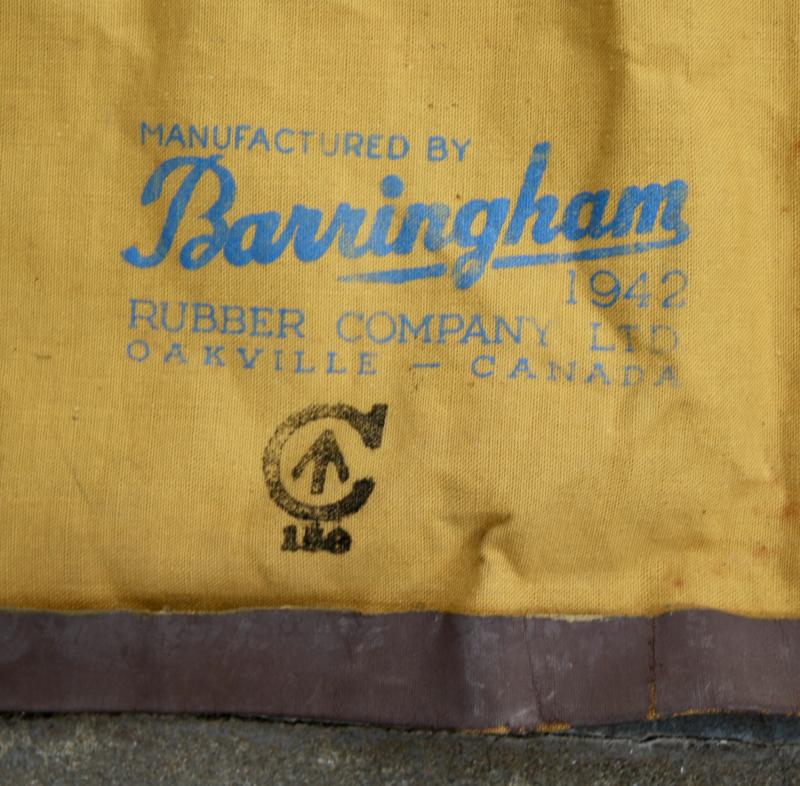 MANUFACTURED BY
Barringham
1942
RUBBER COMPANY LTD
OAKVILLE — CANADA
C